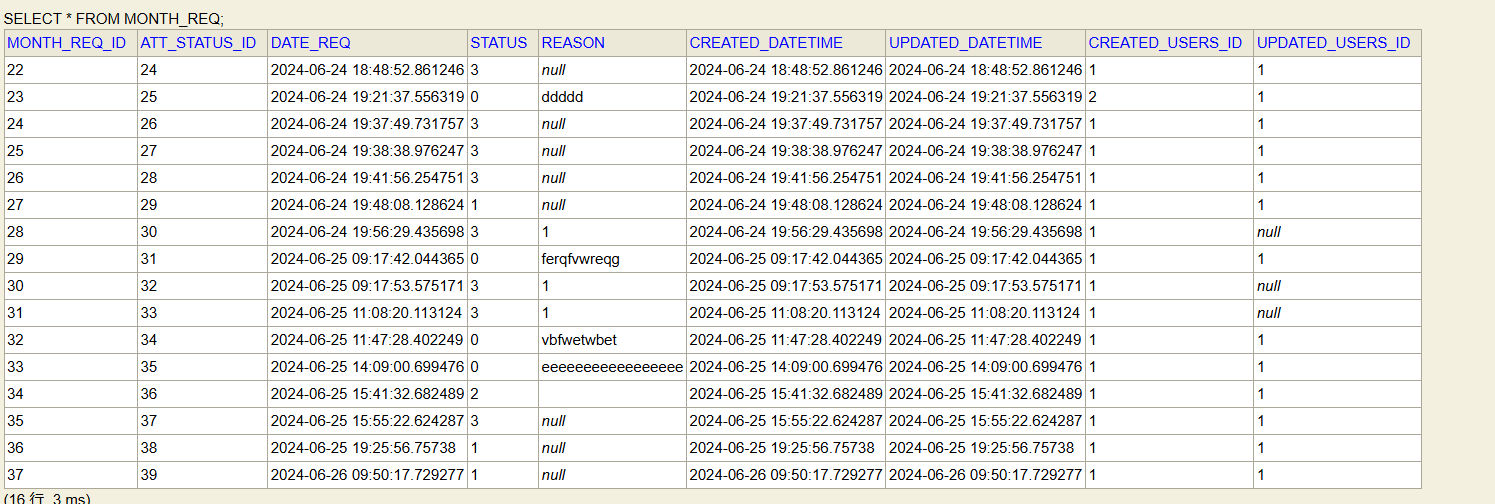 SELECT * FROM MONTH_REQ;
MONTH_REQ_ID ATT_STATUS_ID DATE_REQ STATUS REASON CREATED_DATETIME UPDATED_DATETIME CREATED_USERS_ID UPDATED_USERS_ID
22 24 2024-06-24 18:48:52.861246 3 null 2024-06-24 18:48:52.861246 2024-06-24 18:48:52.861246 1 1
23 25 2024-06-24 19:21:37.556319 0 ddddd 2024-06-24 19:21:37.556319 2024-06-24 19:21:37.556319 2 1
24 26 2024-06-24 19:37:49.731757 3 null 2024-06-24 19:37:49.731757 2024-06-24 19:37:49.731757 1 1
25 27 2024-06-24 19:38:38.976247 3 null 2024-06-24 19:38:38.976247 2024-06-24 19:38:38.976247 1 1
26 28 2024-06-24 19:41:56.254751 3 null 2024-06-24 19:41:56.254751 2024-06-24 19:41:56.254751 1 1
27 29 2024-06-24 19:48:08.128624 1 null 2024-06-24 19:48:08.128624 2024-06-24 19:48:08.128624 1 1
28 30 2024-06-24 19:56:29.435698 3 1 2024-06-24 19:56:29.435698 2024-06-24 19:56:29.435698 1 null
29 31 2024-06-25 09:17:42.044365 0 ferqfvwreqg 2024-06-25 09:17:42.044365 2024-06-25 09:17:42.044365 1 1
30 32 2024-06-25 09:17:53.575171 3 1 2024-06-25 09:17:53.575171 2024-06-25 09:17:53.575171 1 null
31 33 2024-06-25 11:08:20.113124 3 1 2024-06-25 11:08:20.113124 2024-06-25 11:08:20.113124 1 null
32 34 2024-06-25 11:47:28.402249 0 vbfwetwbet 2024-06-25 11:47:28.402249 2024-06-25 11:47:28.402249 1 1
33 35 2024-06-25 14:09:00.699476 0 eeeeeeeeeeeeeeeee 2024-06-25 14:09:00.699476 2024-06-25 14:09:00.699476 1 1
34 36 2024-06-25 15:41:32.682489 2 2024-06-25 15:41:32.682489 2024-06-25 15:41:32.682489 1 1
35 37 2024-06-25 15:55:22.624287 3 null 2024-06-25 15:55:22.624287 2024-06-25 15:55:22.624287 1 1
36 38 2024-06-25 19:25:56.75738 1 null 2024-06-25 19:25:56.75738 2024-06-25 19:25:56.75738 1 1
37 39 2024-06-26 09:50:17.729277 1 null 2024-06-26 09:50:17.729277 2024-06-26 09:50:17.729277 1 1
(16 行, 3 ms)